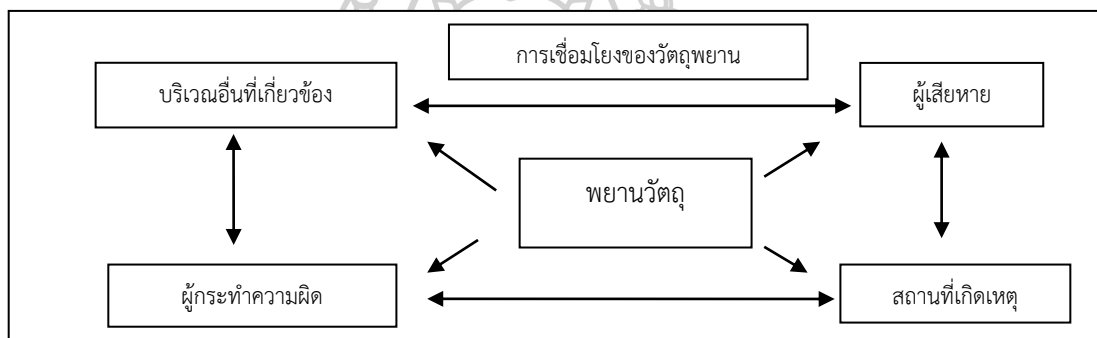 การเชื่อมโยงของวัตถุพยาน
บริเวณอื่นที่เกี่ยวข้อง
ผู้เสียหาย
พยานวัตถุ
ผู้กระทำความผิด
สถานที่เกิดเหตุ